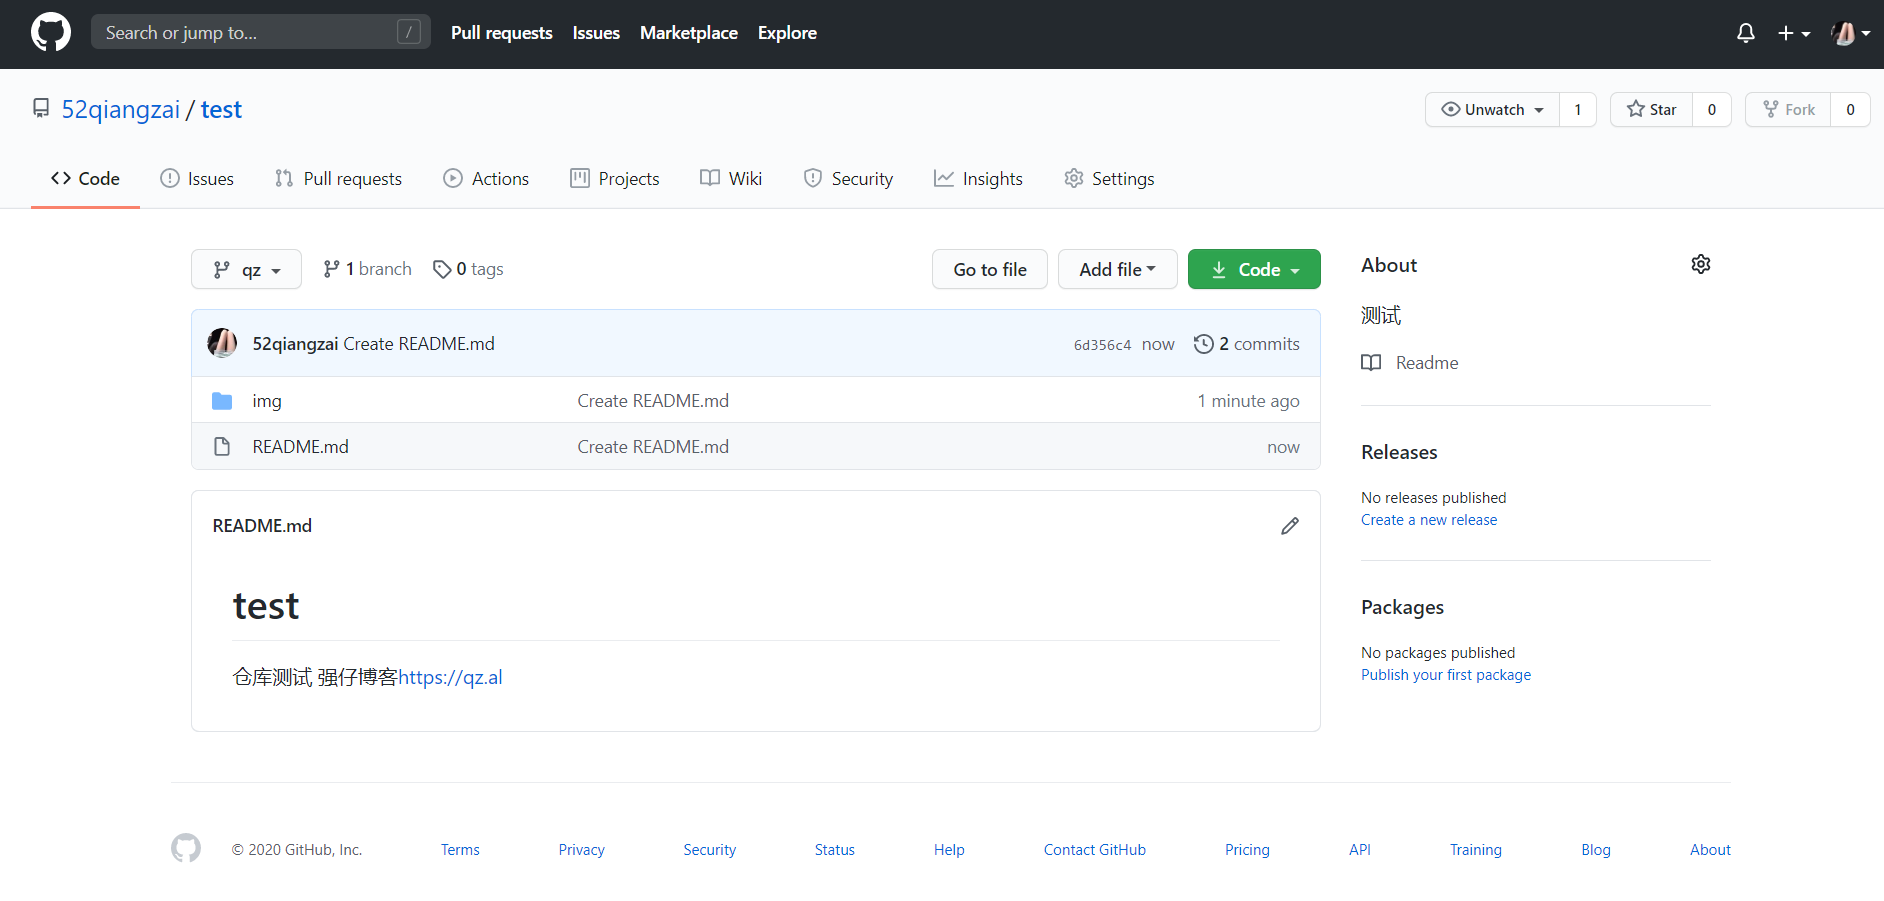 Search or jump to... /
Pull requests Issues Marketplace Explore
52qiangzai / test
Unwatch 1 Star 0 Fork 0
Code Issues Pull requests Actions Projects Wiki Security Insights Settings
qz 1 branch 0 tags Go to file Add file Code
52qiangzai Create README.md 6d356c4 now 2 commits
img Create README.md 1 minute ago
README.md Create README.md now
README.md
test
仓库测试 强仔博客https://qz.al
About
测试
Readme
Releases
No releases published
Create a new release
Packages
No packages published
Publish your first package
© 2020 GitHub, Inc. Terms Privacy Security Status Help Contact GitHub Pricing API Training Blog About